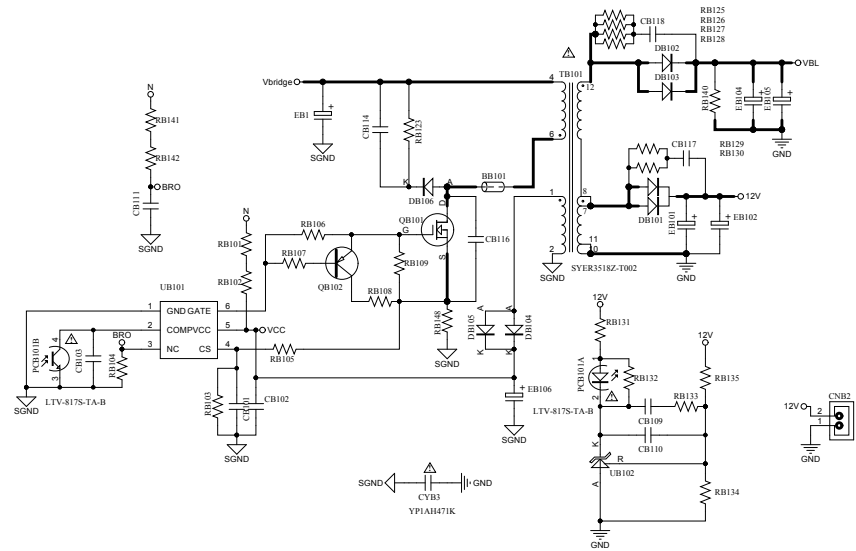 RB125
RB126
RB127
RB128
CB118
DB102
DB103
VBL
TB101
4
12
Vbridge
EB1
+
SGND
CB114
RB123
6
RB140
EB104
+
EB105
+
GND
N
RB141
RB142
BRO
CB111
SGND
RB129
RB130
CB117
K
A
DB106
BB101
1
8
7
DB101
12V
EB101
+
EB102
+
D
G
S
QB101
CB116
N
RB101
RB102
RB106
RB107
QB102
RB109
RB108
2
SGND
11
10
GND
SYER3518Z-T002
UB101
1
GND
GATE
6
2
COMP
VCC
5
VCC
3
NC
CS
4
BRO
PCB101B
4
3
CB103
RB104
SGND
LTV-817S-TA-B
RB105
RB148
SGND
DB105
A
K
DB104
A
K
RB103
CB101
CB102
SGND
EB106
+
SGND
12V
RB131
PCB101A
1
2
RB132
LTV-817S-TA-B
RB133
CB109
CB110
12V
RB135
K
R
A
UB102
RB134
GND
CNB2
12V
2
1
GND
SGND
CYB3
GND
YP1AH471K